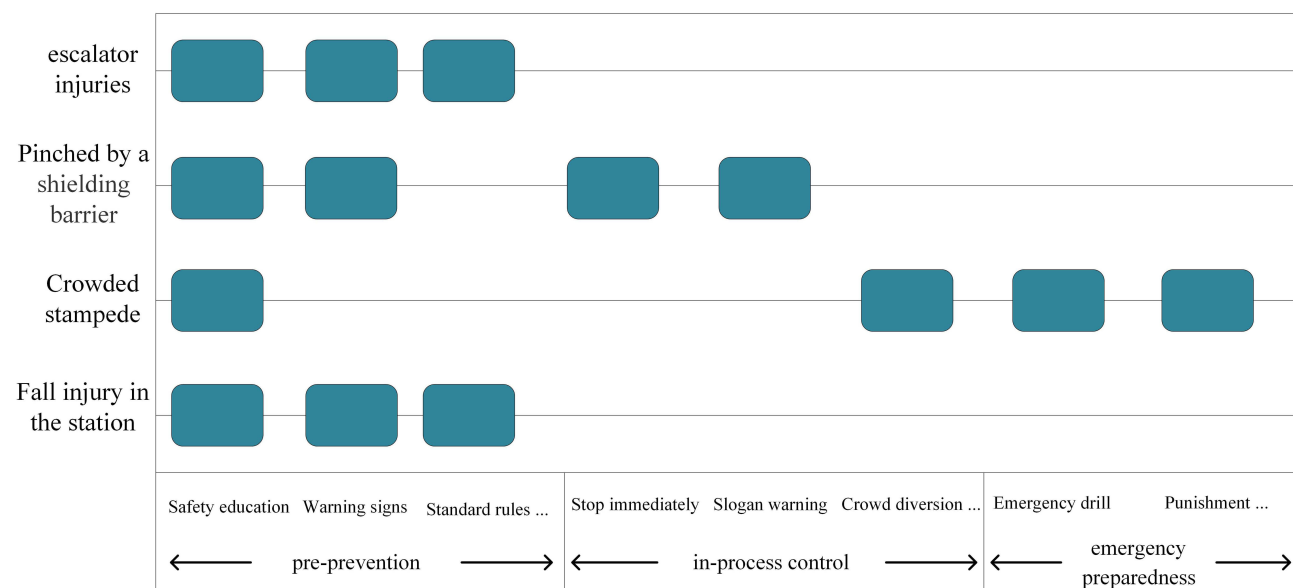 escalator
injuries
Pinched by a
shielding
barrier
Crowded
stampede
Fall injury in
the station
Safety education
Warning signs
Standard rules ...
Stop immediately
Slogan warning
Crowd diversion ...
Emergency drill
Punishment ...
pre-prevention
in-process control
emergency
preparedness